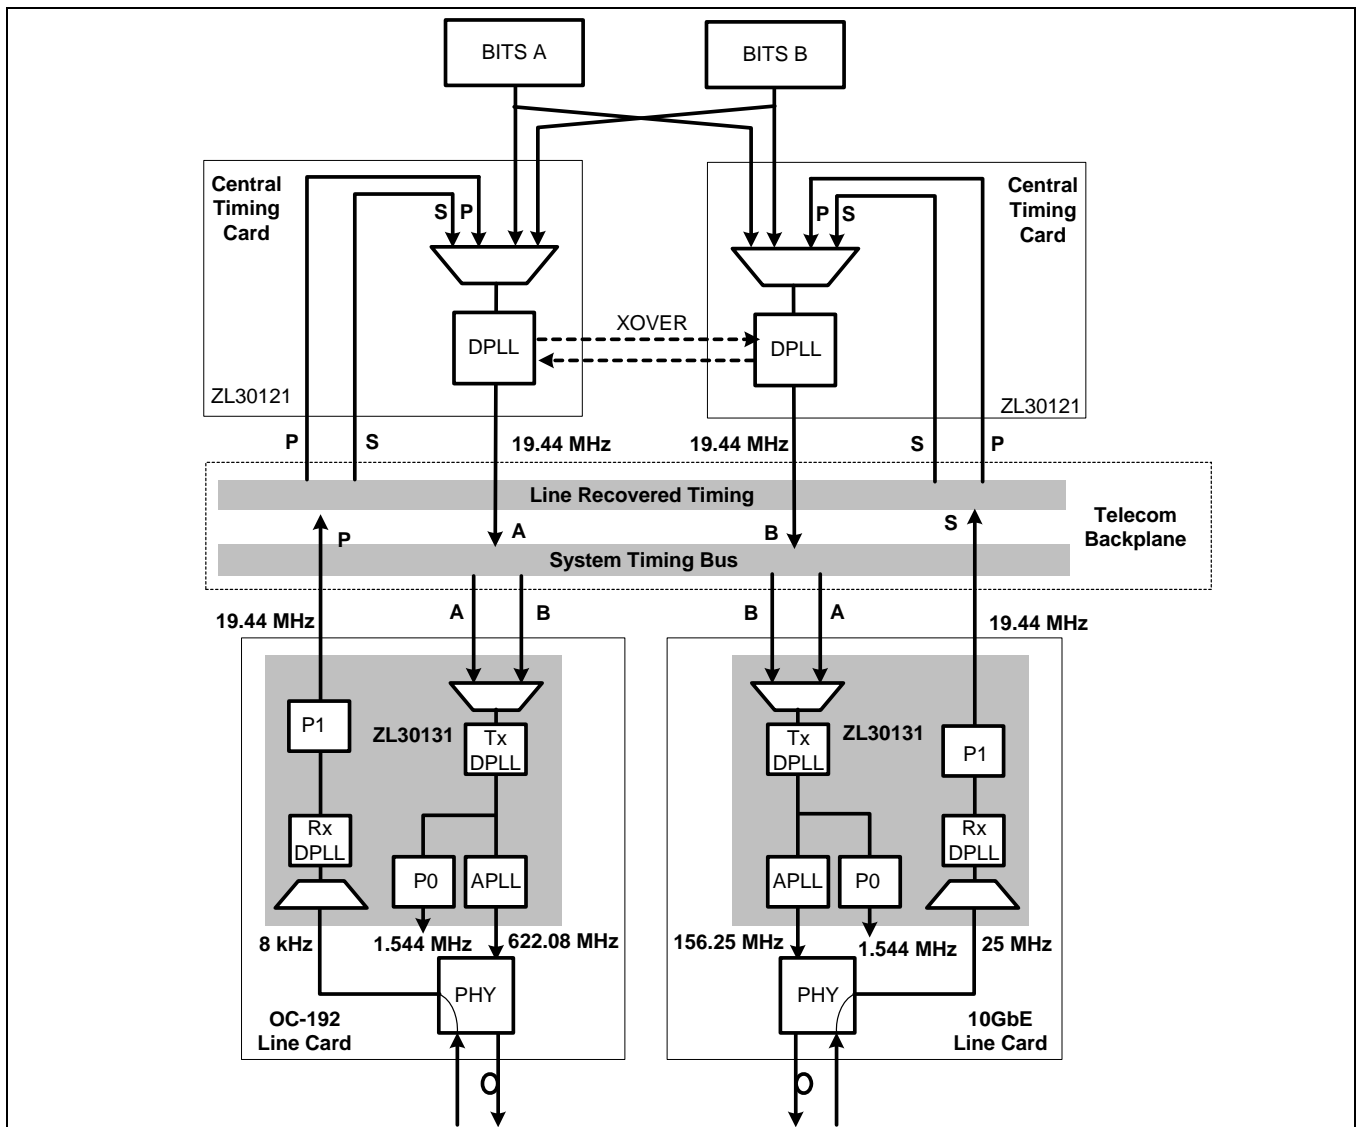 BITS A
BITS B
Central
Timing
Card
Central
Timing
Card
S P
P S
XOVER
DPLL
DPLL
ZL30121
ZL30121
P
S
19.44 MHz
19.44 MHz
S
P
Line Recovered Timing
P
A
B
S
Telecom
Backplane
System Timing Bus
19.44 MHz
A
B
B
A
19.44 MHz
P1
ZL30131
Tx
DPLL
Tx
DPLL
ZL30131
P1
Rx
DPLL
Rx
DPLL
P0
APLL
APLL
P0
8 kHz
1.544 MHz
622.08 MHz
156.25 MHz
1.544 MHz
25 MHz
PHY
PHY
OC-192
Line Card
10GbE
Line Card